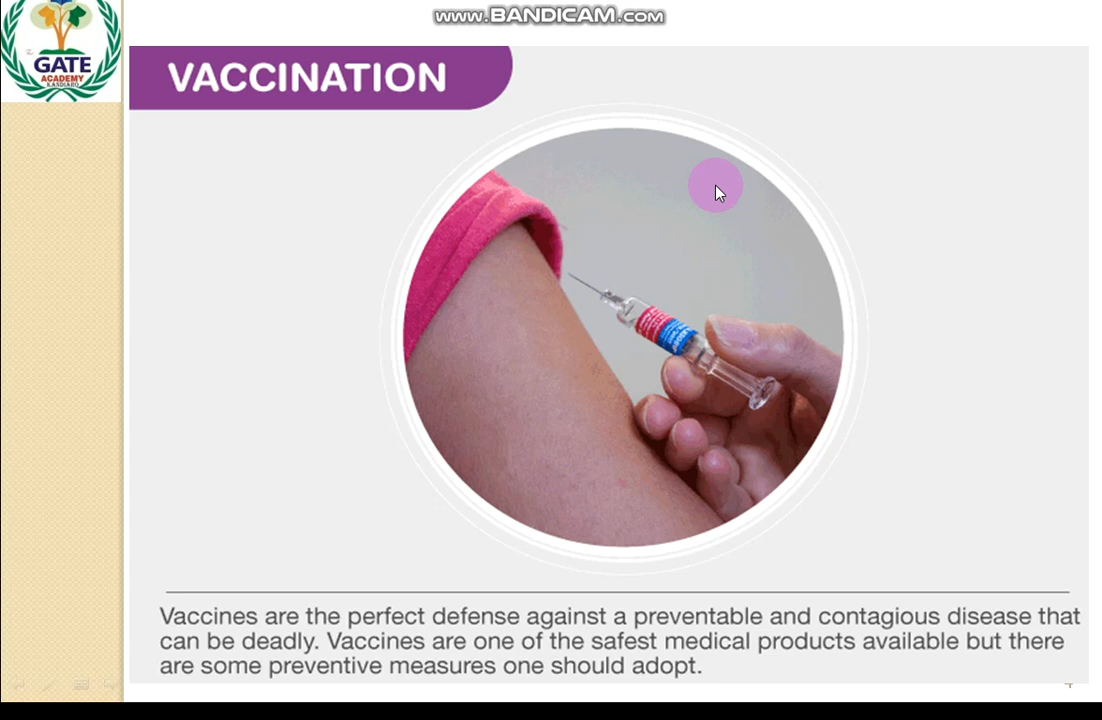 www.BANDICAM.com
GATE
ACADEMY
KANDIARO
VACCINATION
Vaccines are the perfect defense against a preventable and contagious disease that
can be deadly. Vaccines are one of the safest medical products available but there
are some preventive measures one should adopt.